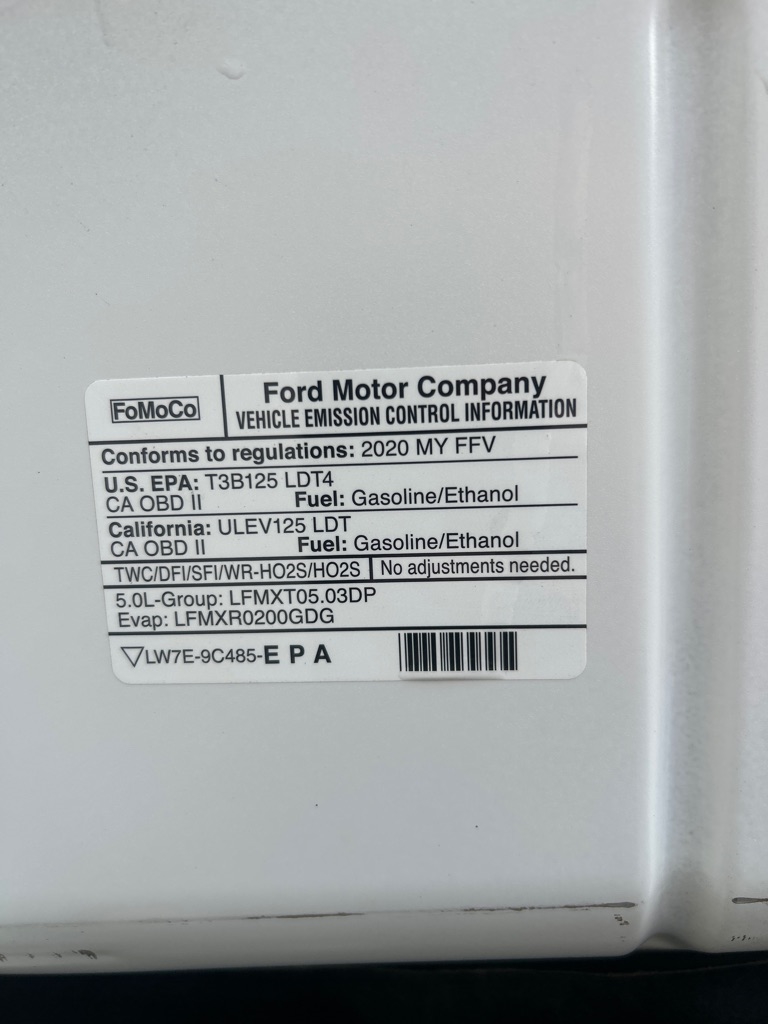 FoMoCo
Ford Motor Company
VEHICLE EMISSION CONTROL INFORMATION
Conforms to regulations: 2020 MY FFV
U.S. EPA: T3B125 LDT4
CA OBD II Fuel: Gasoline/Ethanol
California: ULEV125 LDT
CA OBD II Fuel: Gasoline/Ethanol
TWC/DFI/SFI/WR-HO2S/HO2S No adjustments needed.
5.0L-Group: LFMXT05.03DP
Evap: LFMXR0200GDG
LW7E-9C485-E P A